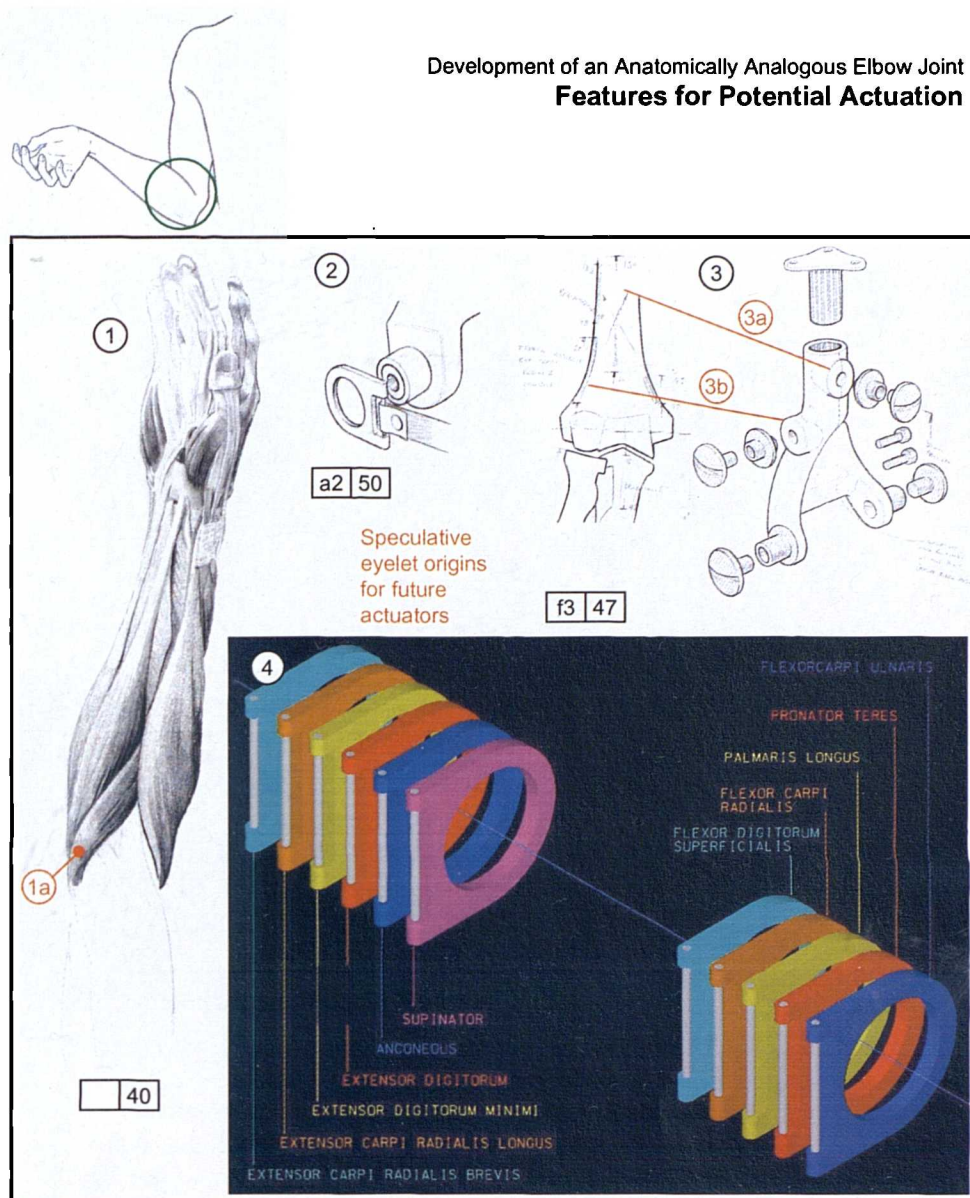 Development of an Anatomically Analogous Elbow Joint
Features for Potential Actuation
1
1a
40
2
a2 50
Speculative
eyelet origins
for future
actuators
3
3a
3b
f3 47
4
FLEXORCARPI ULNARIS
PRONATOR TERES
PALMARIS LONGUS
FLEXOR CARPI
RADIALIS
FLEXOR DIGITORUM
SUPERFICIALIS
SUPINATOR
ANCONEOUS
EXTENSOR DIGITORUM
EXTENSOR DIGITORUM MINIMI
EXTENSOR CARPI RADIALIS LONGUS
EXTENSOR CARPI RADIALIS BREVIS